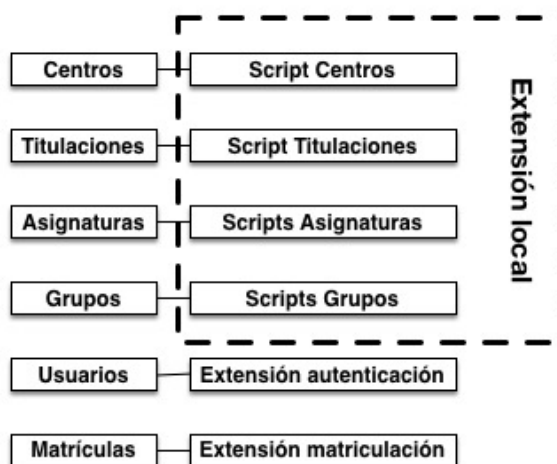 Centros
Script Centros
Titulaciones
Script Titulaciones
Asignaturas
Scripts Asignaturas
Grupos
Scripts Grupos
Extensión local
Usuarios
Extensión autenticación
Matrículas
Extensión matriculación